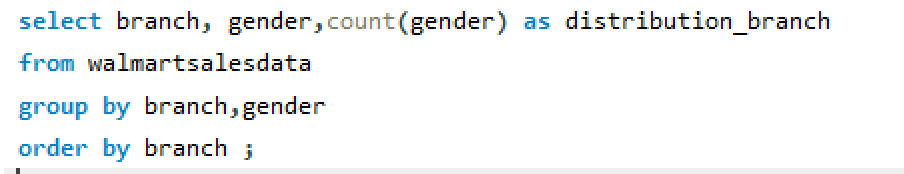 select branch, gender,count(gender) as distribution_branch
from walmartsalesdata
group by branch,gender
order by branch ;